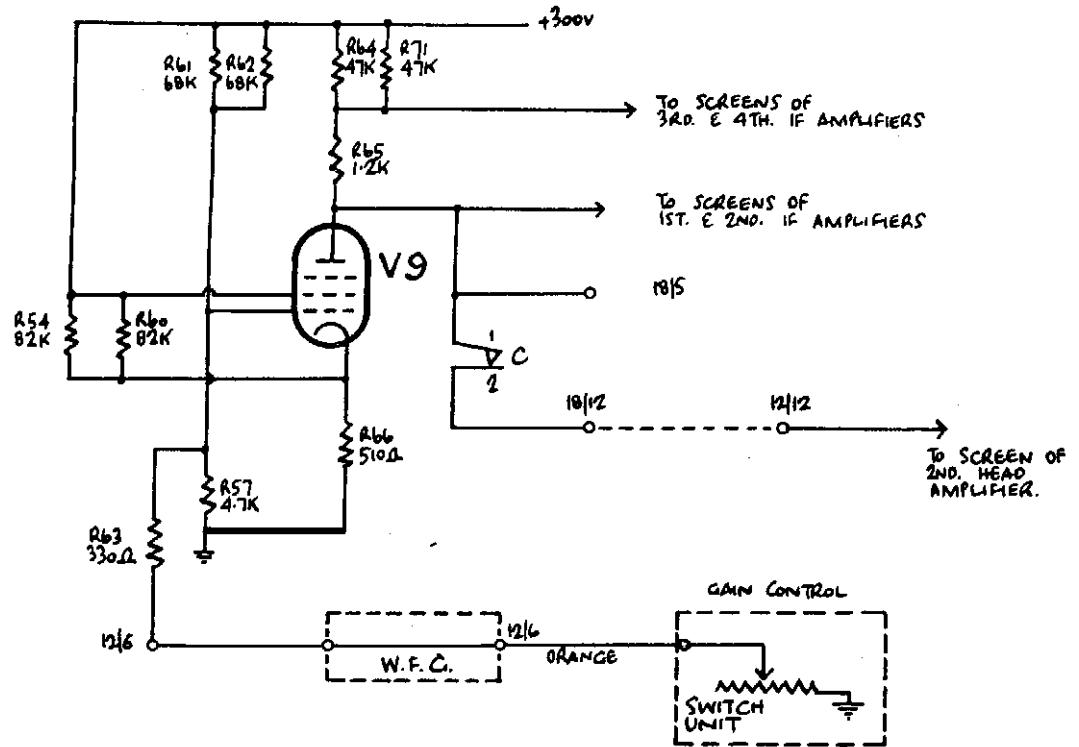 +300V
R61
68K
R62
68K
R64
47K
R71
47K
TO SCREENS OF
3RD. & 4TH. IF AMPLIFIERS
R65
1.2K
TO SCREENS OF
1ST. & 2ND. IF AMPLIFIERS
V9
18/5
R54
82K
R60
82K
1
C
2
18/12
12/12
R66
510Ω
TO SCREEN OF
2ND. HEAD
AMPLIFIER.
R57
4.7K
R63
330Ω
GAIN CONTROL
12/6
12/6
W.F.G.
ORANGE
SWITCH
UNIT